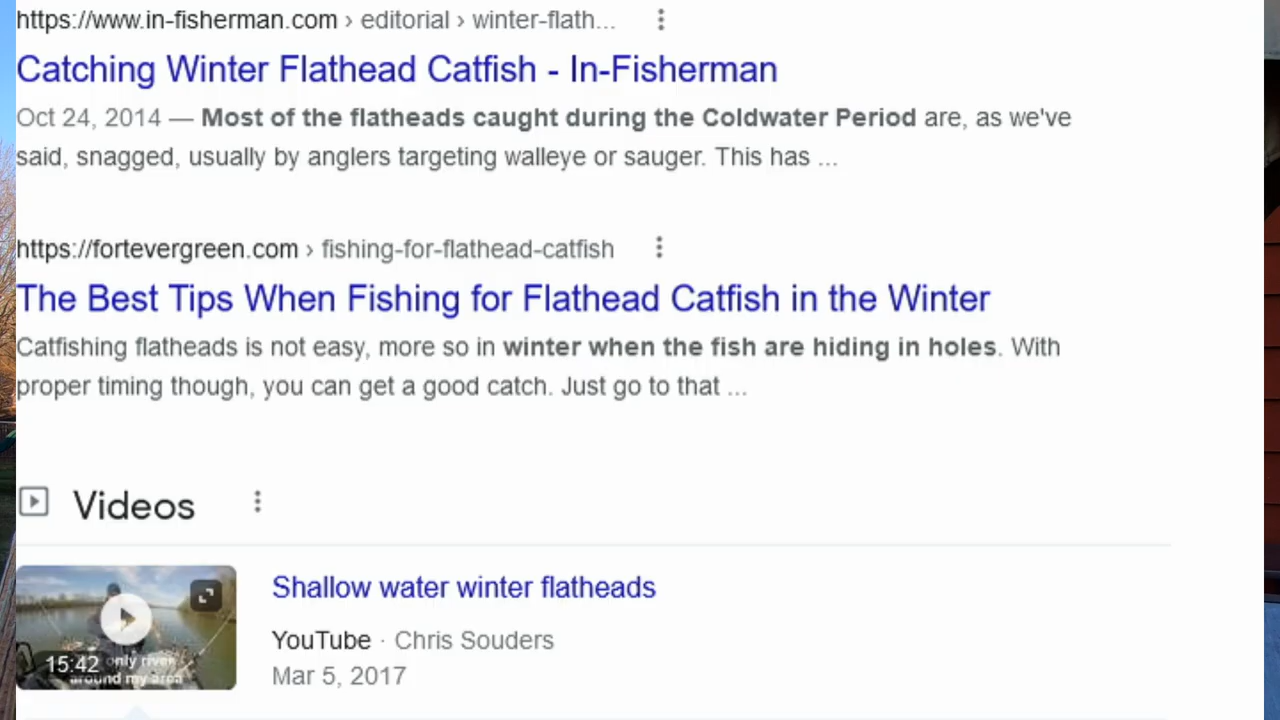 https://www.in-fisherman.com › editorial › winter-flath...
Catching Winter Flathead Catfish - In-Fisherman
Oct 24, 2014 — Most of the flatheads caught during the Coldwater Period are, as we've
said, snagged, usually by anglers targeting walleye or sauger. This has ...
https://fortevergreen.com › fishing-for-flathead-catfish
The Best Tips When Fishing for Flathead Catfish in the Winter
Catfishing flatheads is not easy, more so in winter when the fish are hiding in holes. With
proper timing though, you can get a good catch. Just go to that ...
Videos
Shallow water winter flatheads
YouTube · Chris Souders
Mar 5, 2017
15:42 only river
around my area